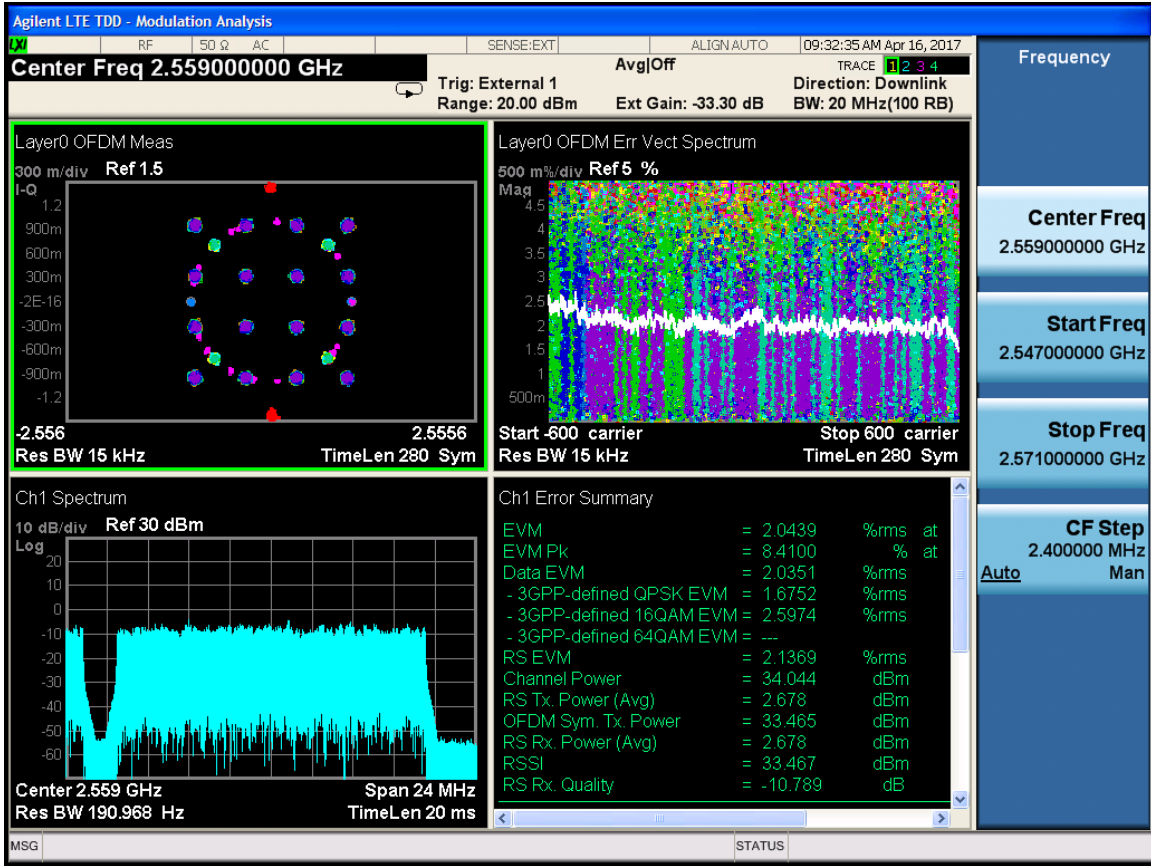 Agilent LTE TDD - Modulation Analysis
LXI RF 50 Ω AC SENSE:EXT ALIGN AUTO 09:32:35 AM Apr 16, 2017
Center Freq 2.559000000 GHz
Avg|Off
TRACE 1 2 3 4
Trig: External 1
Direction: Downlink
Range: 20.00 dBm Ext Gain: -33.30 dB BW: 20 MHz(100 RB)
Layer0 OFDM Meas
300 m/div Ref 1.5
I-Q
1.2
900m
600m
300m
-2E-16
-300m
-600m
-900m
-1.2
-2.556 2.5556
Res BW 15 kHz TimeLen 280 Sym
Layer0 OFDM Err Vect Spectrum
500 m%/div Ref 5 %
Mag
4.5
4
3.5
3
2.5
2
1.5
1
500m
Start -600 carrier Stop 600 carrier
Res BW 15 kHz TimeLen 280 Sym
Ch1 Spectrum
10 dB/div Ref 30 dBm
Log
20
10
0
-10
-20
-30
-40
-50
-60
Center 2.559 GHz Span 24 MHz
Res BW 190.968 Hz TimeLen 20 ms
Ch1 Error Summary
EVM = 2.0439 %rms at
EVM Pk = 8.4100 % at
Data EVM = 2.0351 %rms
- 3GPP-defined QPSK EVM = 1.6752 %rms
- 3GPP-defined 16QAM EVM = 2.5974 %rms
- 3GPP-defined 64QAM EVM = ---
RS EVM = 2.1369 %rms
Channel Power = 34.044 dBm
RS Tx. Power (Avg) = 2.678 dBm
OFDM Sym. Tx. Power = 33.465 dBm
RS Rx. Power (Avg) = 2.678 dBm
RSSI = 33.467 dBm
RS Rx. Quality = -10.789 dB
Frequency
Center Freq
2.559000000 GHz
Start Freq
2.547000000 GHz
Stop Freq
2.571000000 GHz
CF Step
2.400000 MHz
Auto Man
MSG STATUS